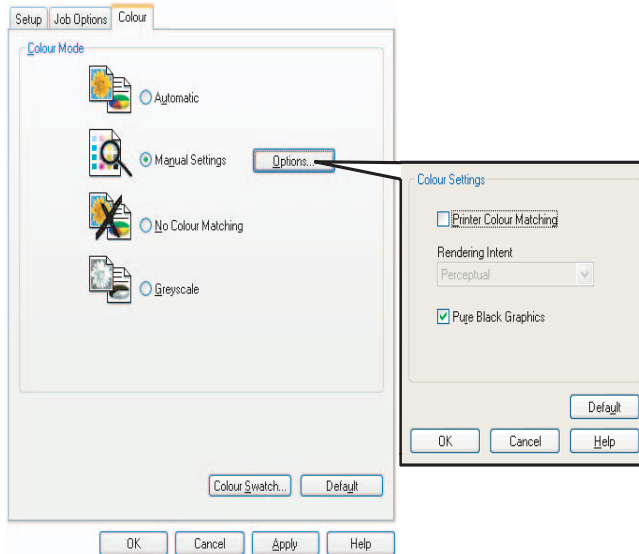 Setup Job Options Colour
Colour Mode
Automatic
Manual Settings Options...
No Colour Matching
Greyscale
Colour Swatch... Default
OK Cancel Apply Help
Colour Settings
Printer Colour Matching
Rendering Intent
Perceptual
Pure Black Graphics
Default
OK Cancel Help